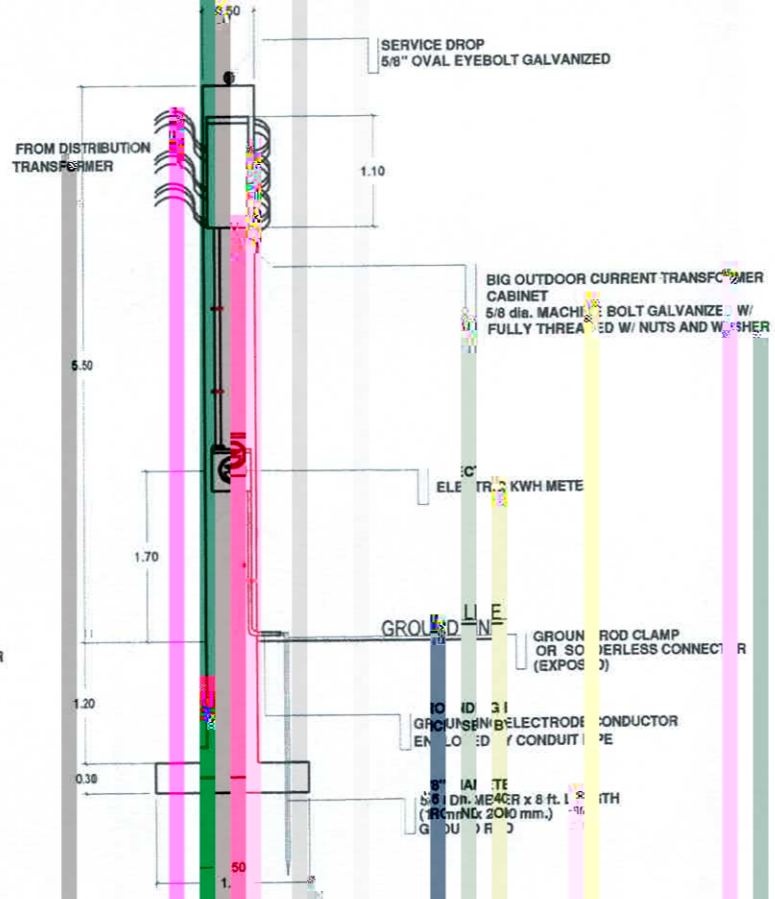 SERVICE DROP
5/8" OVAL EYEBOLT GALVANIZED
FROM DISTRIBUTION
TRANSFORMER
1.10
BIG OUTDOOR CURRENT TRANSFORMER
CABINET
5/8 dia. MACHINE BOLT GALVANIZED W/
FULLY THREADED W/ NUTS AND WASHER
5.50
ELECTRIC KWH METE
1.70
GROUND LINE
GROUND ROD CLAMP
OR SOLDERLESS CONNECTOR
(EXPOSED)
1.20
GROUNDING ELECTRODE CONDUCTOR
ENCLOSED BY CONDUIT PIPE
0.30
x 8 ft. LENGTH
mm.)
GROUND ROD
50
1.